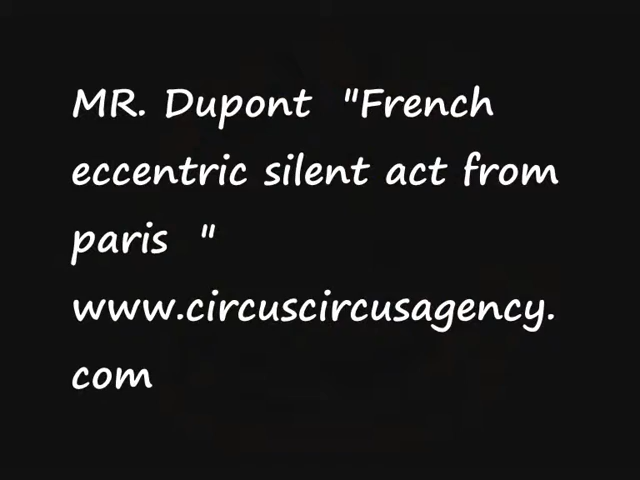 MR. Dupont "French
eccentric silent act from
paris "
www.circuscircusagency.
com